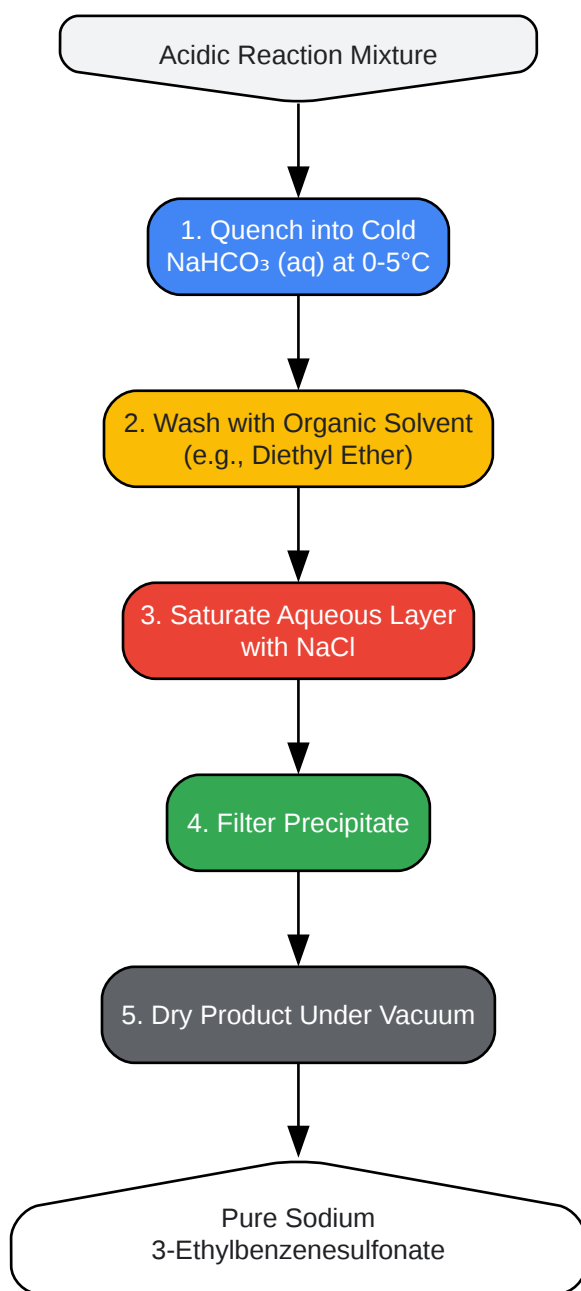 Acidic Reaction Mixture
1. Quench into Cold
NaHCO₃ (aq) at 0-5°C
2. Wash with Organic Solvent
(e.g., Diethyl Ether)
3. Saturate Aqueous Layer
with NaCl
4. Filter Precipitate
5. Dry Product Under Vacuum
Pure Sodium
3-Ethylbenzenesulfonate